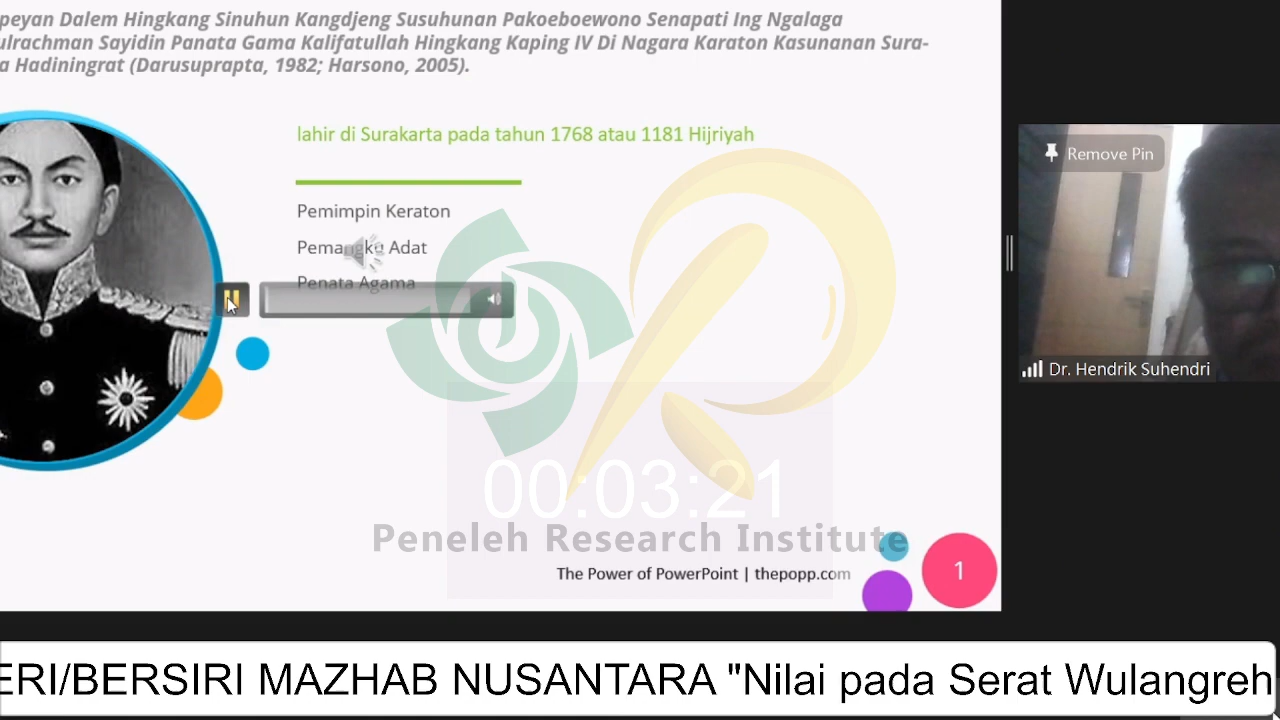 peyan Dalem Hingkang Sinuhun Kangdjeng Susuhunan Pakoeboewono Senapati Ing Ngalaga
ulrachman Sayidin Panata Gama Kalifatullah Hingkang Kaping IV Di Nagara Karaton Kasunanan Sura-
a Hadiningrat (Darusuprapta, 1982; Harsono, 2005).
lahir di Surakarta pada tahun 1768 atau 1181 Hijriyah
Pemimpin Keraton
Pemangku Adat
Penata Agama
Remove Pin
Dr. Hendrik Suhendri
00:03:21
Peneleh Research Institute
The Power of PowerPoint | thepopp.com
1
ERI/BERSIRI MAZHAB NUSANTARA "Nilai pada Serat Wulangreh